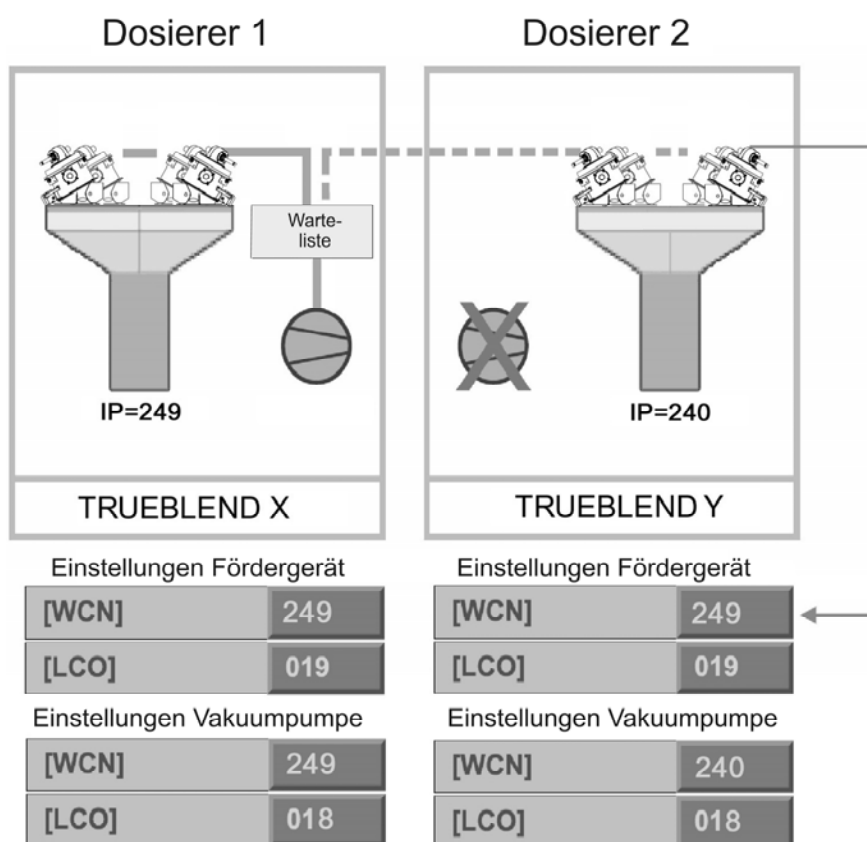 Dosierer 1
Dosierer 2
Warte-
liste
IP=249
IP=240
TRUEBLEND X
TRUEBLEND Y
Einstellungen Fördergerät
[WCN] 249
[LCO] 019
Einstellungen Vakuumpumpe
[WCN] 249
[LCO] 018
Einstellungen Fördergerät
[WCN] 249
[LCO] 019
Einstellungen Vakuumpumpe
[WCN] 240
[LCO] 018